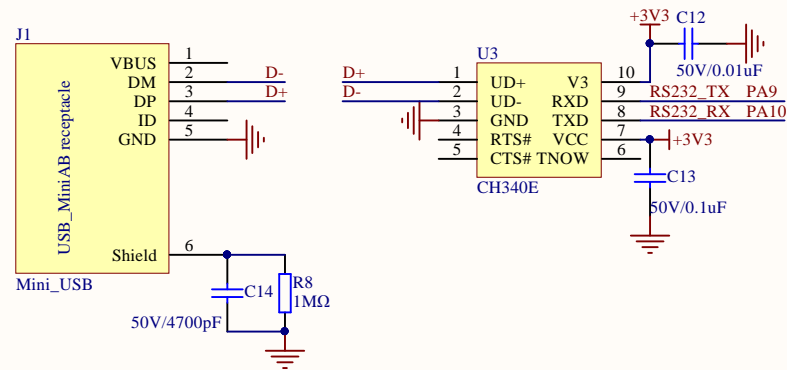 J1
USB_MiniAB receptacle
VBUS 1
DM 2 D-
DP 3 D+
ID 4
GND 5
Shield 6
Mini_USB
C14
50V/4700pF
R8
1MΩ
U3
D+ 1 UD+
D- 2 UD-
3 GND
4 RTS#
5 CTS#
V3 10
RXD 9 RS232_TX PA9
TXD 8 RS232_RX PA10
VCC 7 +3V3
TNOW 6
CH340E
+3V3
C12
50V/0.01uF
C13
50V/0.1uF